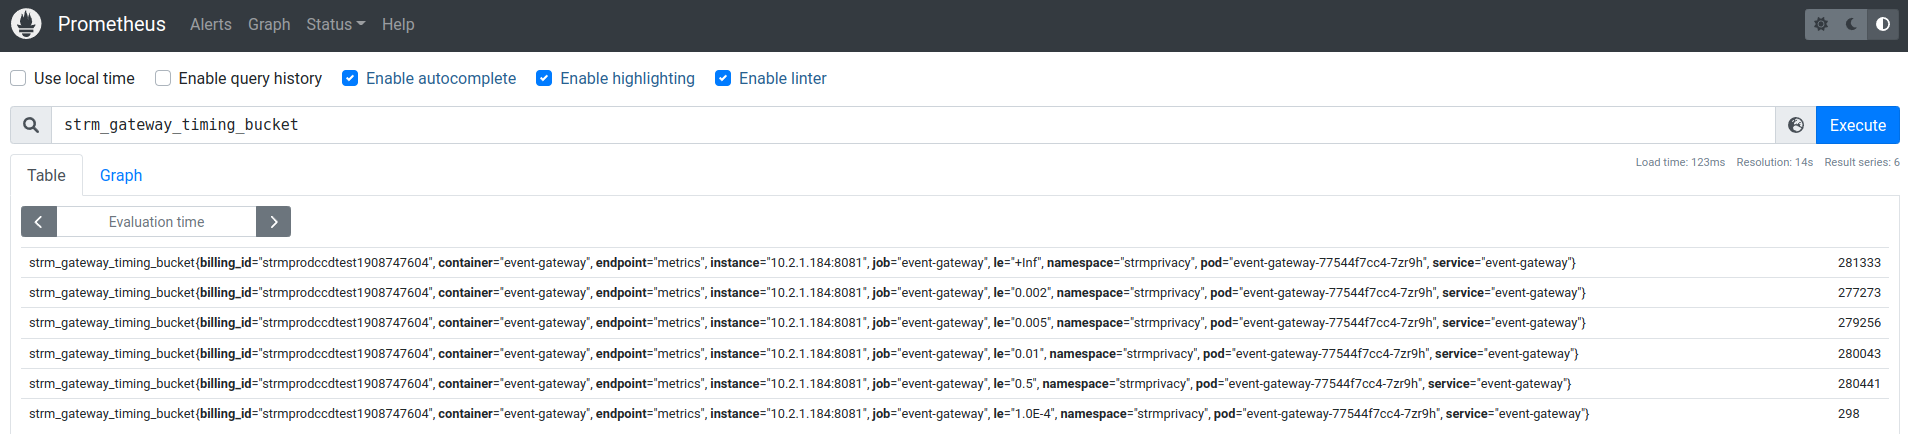 Prometheus Alerts Graph Status Help
Use local time Enable query history Enable autocomplete Enable highlighting Enable linter
strm_gateway_timing_bucket Execute
Load time: 123ms Resolution: 14s Result series: 6
Table Graph
Evaluation time
strm_gateway_timing_bucket{billing_id="strmprodccdtest1908747604", container="event-gateway", endpoint="metrics", instance="10.2.1.184:8081", job="event-gateway", le="+Inf", namespace="strmprivacy", pod="event-gateway-77544f7cc4-7zr9h", service="event-gateway"} 281333
strm_gateway_timing_bucket{billing_id="strmprodccdtest1908747604", container="event-gateway", endpoint="metrics", instance="10.2.1.184:8081", job="event-gateway", le="0.002", namespace="strmprivacy", pod="event-gateway-77544f7cc4-7zr9h", service="event-gateway"} 277273
strm_gateway_timing_bucket{billing_id="strmprodccdtest1908747604", container="event-gateway", endpoint="metrics", instance="10.2.1.184:8081", job="event-gateway", le="0.005", namespace="strmprivacy", pod="event-gateway-77544f7cc4-7zr9h", service="event-gateway"} 279256
strm_gateway_timing_bucket{billing_id="strmprodccdtest1908747604", container="event-gateway", endpoint="metrics", instance="10.2.1.184:8081", job="event-gateway", le="0.01", namespace="strmprivacy", pod="event-gateway-77544f7cc4-7zr9h", service="event-gateway"} 280043
strm_gateway_timing_bucket{billing_id="strmprodccdtest1908747604", container="event-gateway", endpoint="metrics", instance="10.2.1.184:8081", job="event-gateway", le="0.5", namespace="strmprivacy", pod="event-gateway-77544f7cc4-7zr9h", service="event-gateway"} 280441
strm_gateway_timing_bucket{billing_id="strmprodccdtest1908747604", container="event-gateway", endpoint="metrics", instance="10.2.1.184:8081", job="event-gateway", le="1.0E-4", namespace="strmprivacy", pod="event-gateway-77544f7cc4-7zr9h", service="event-gateway"} 298